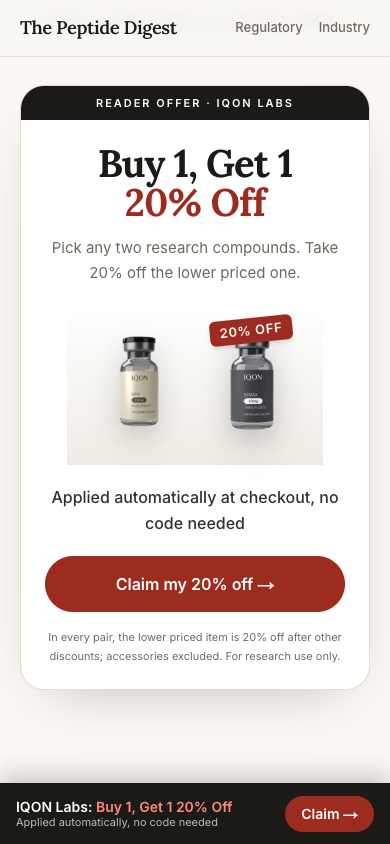 The Peptide Digest
Regulatory Industry
READER OFFER · IQON LABS
Buy 1, Get 1
20% Off
Pick any two research compounds. Take
20% off the lower priced one.
20% OFF
IQON
IQON
Applied automatically at checkout, no
code needed
Claim my 20% off →
In every pair, the lower priced item is 20% off after other
discounts; accessories excluded. For research use only.
IQON Labs: Buy 1, Get 1 20% Off
Applied automatically, no code needed
Claim →